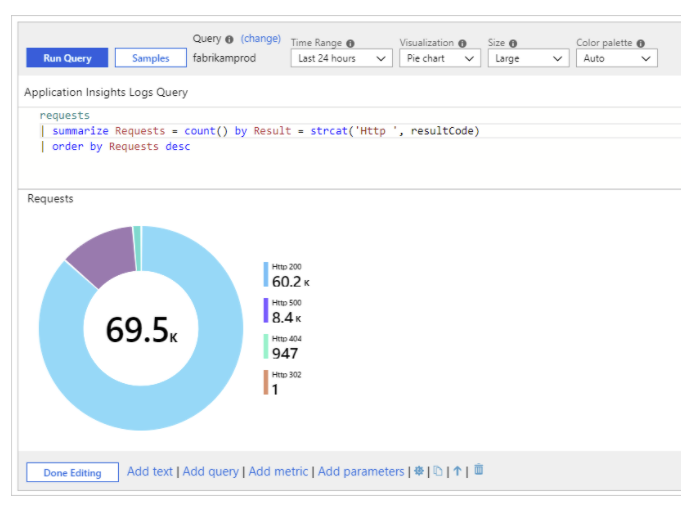 Query (change)
Time Range
Visualization
Size
Color palette
Run Query
Samples
fabrikamprod
Last 24 hours
Pie chart
Large
Auto
Application Insights Logs Query
requests
| summarize Requests = count() by Result = strcat('Http ', resultCode)
| order by Requests desc
Requests
69.5K
Http 200
60.2 K
Http 500
8.4 K
Http 404
947
Http 302
1
Done Editing
Add text | Add query | Add metric | Add parameters | | | |